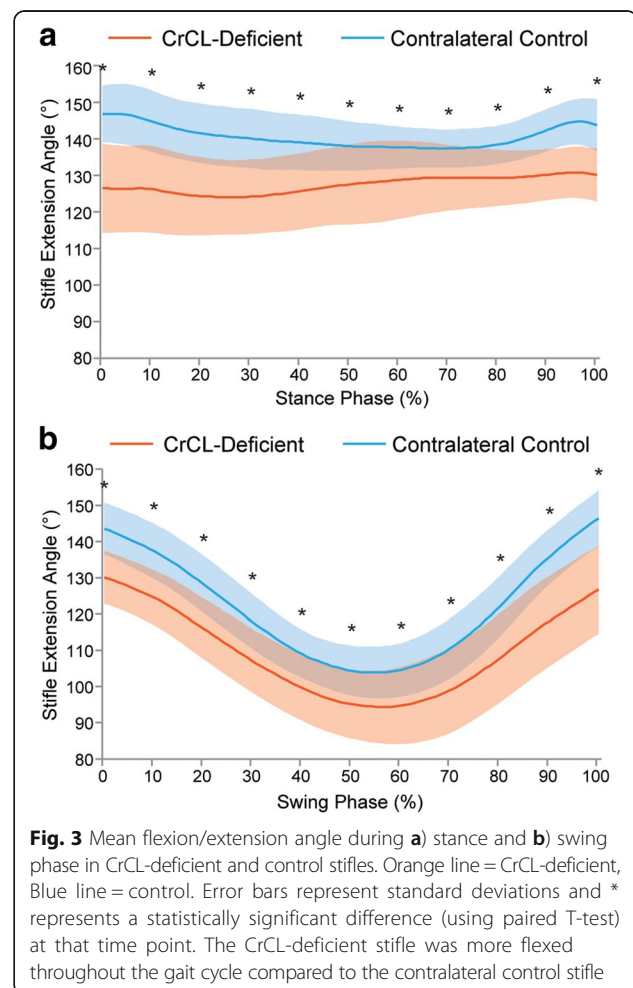 a
CrCL-Deficient Contralateral Control
160
150
140
130
120
110
100
90
80
Stifle Extension Angle (°)
* * * * * * * * * * *
0 10 20 30 40 50 60 70 80 90 100
Stance Phase (%)
b
CrCL-Deficient Contralateral Control
160
150
140
130
120
110
100
90
80
Stifle Extension Angle (°)
* * * * * * * * * * *
0 10 20 30 40 50 60 70 80 90 100
Swing Phase (%)
Fig. 3 Mean flexion/extension angle during a) stance and b) swing
phase in CrCL-deficient and control stifles. Orange line = CrCL-deficient,
Blue line = control. Error bars represent standard deviations and *
represents a statistically significant difference (using paired T-test)
at that time point. The CrCL-deficient stifle was more flexed
throughout the gait cycle compared to the contralateral control stifle